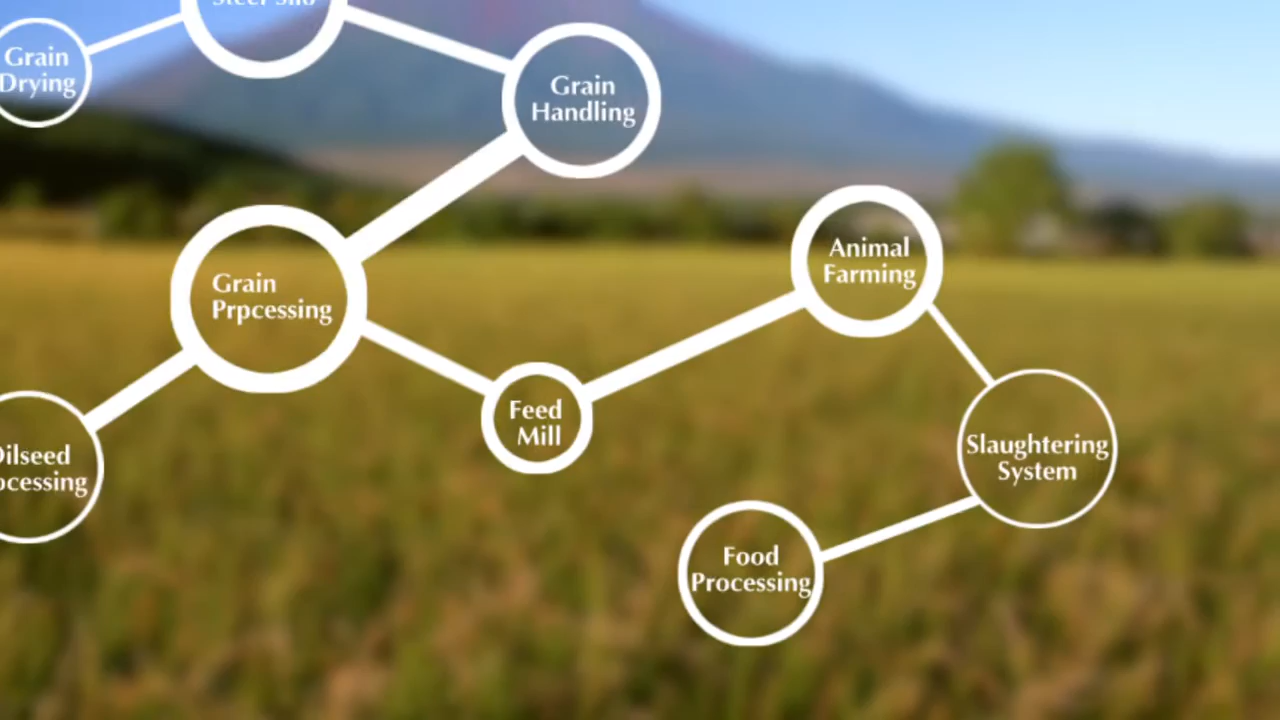 Grain
Drying
Grain
Handling
Grain
Prpcessing
Animal
Farming
Feed
Mill
Slaughtering
System
Food
Processing